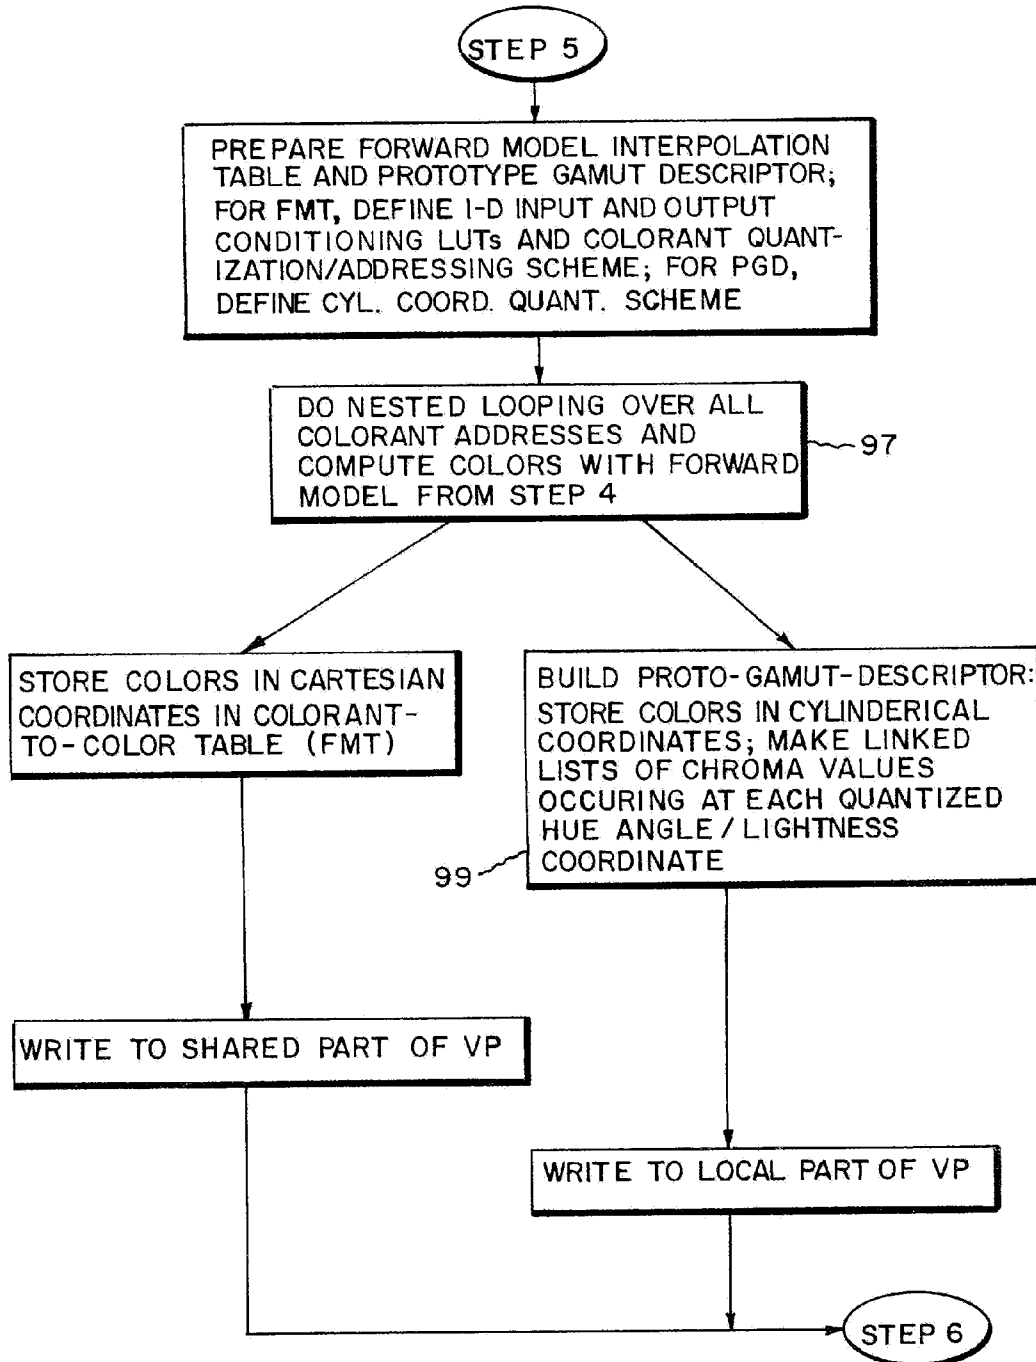 STEP 5
PREPARE FORWARD MODEL INTERPOLATION
TABLE AND PROTOTYPE GAMUT DESCRIPTOR;
FOR FMT, DEFINE I-D INPUT AND OUTPUT
CONDITIONING LUTs AND COLORANT QUANT-
IZATION/ADDRESSING SCHEME; FOR PGD,
DEFINE CYL. COORD. QUANT. SCHEME
DO NESTED LOOPING OVER ALL
COLORANT ADDRESSES AND
COMPUTE COLORS WITH FORWARD
MODEL FROM STEP 4
97
STORE COLORS IN CARTESIAN
COORDINATES IN COLORANT-
TO-COLOR TABLE (FMT)
BUILD PROTO-GAMUT-DESCRIPTOR:
STORE COLORS IN CYLINDERICAL
COORDINATES; MAKE LINKED
LISTS OF CHROMA VALUES
OCCURING AT EACH QUANTIZED
HUE ANGLE / LIGHTNESS
COORDINATE
99
WRITE TO SHARED PART OF VP
WRITE TO LOCAL PART OF VP
STEP 6